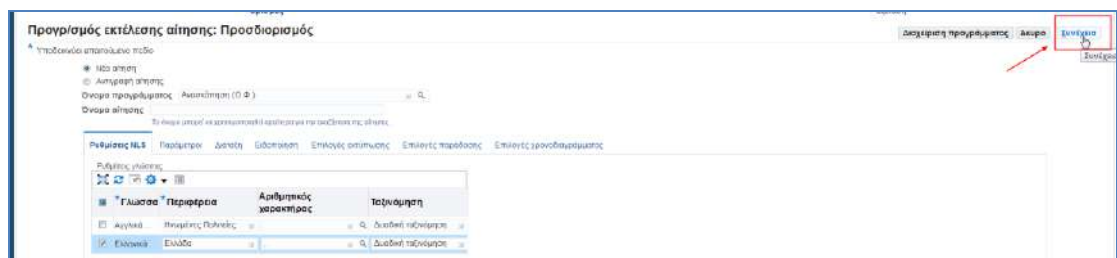 Προγρ/σμός εκτέλεσης αίτησης: Προσδιορισμός
Διαχείριση προγράμματος Άκυρο Συνέχεια
* Υποδεικνύει απαιτούμενο πεδίο
Συνέχεια
Νέα αίτηση
Αντιγραφή αίτησης
Όνομα προγράμματος Ανασκόπηση (Ο Φ )
Όνομα αίτησης
Ρυθμίσεις NLS Παράμετροι Διάταξη Ειδοποίηση Επιλογές εκτύπωσης Επιλογές παράδοσης Επιλογές χρονοδιαγράμματος
Ρυθμίσεις γλώσσας
* Γλώσσα * Περιφέρεια Αριθμητικός χαρακτήρας Ταξινόμηση
Αγγλικά Ηνωμένες Πολιτείες Δυαδική ταξινόμηση
Ελληνικά Ελλάδα Δυαδική ταξινόμηση